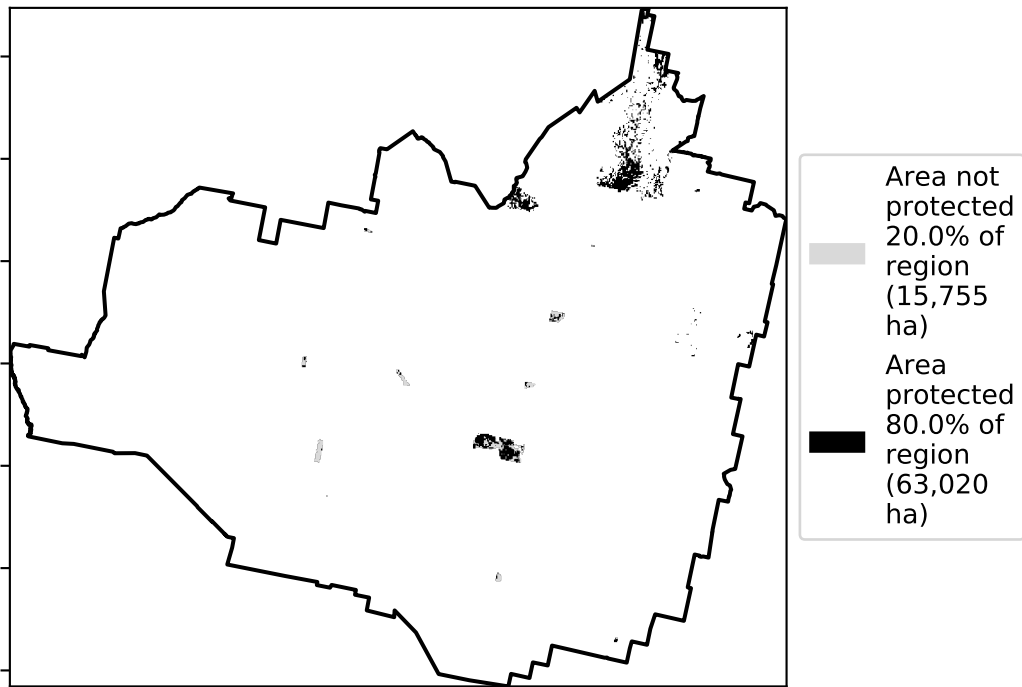 Area not
protected
20.0% of
region
(15,755
ha)
Area
protected
80.0% of
region
(63,020
ha)